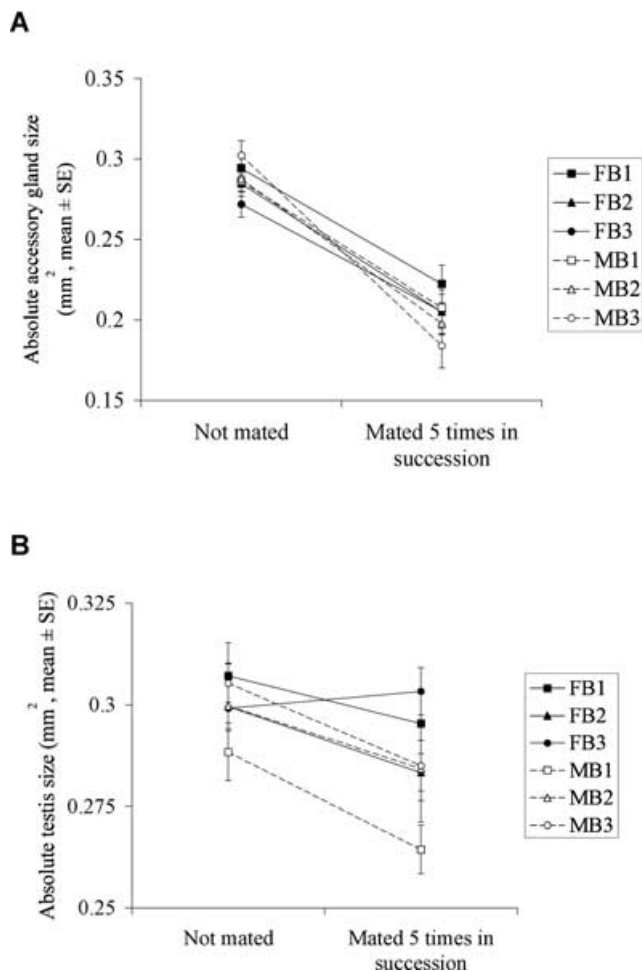 A
Absolute accessory gland size
(mm², mean ± SE)
0.35
0.3
0.25
0.2
0.15
Not mated
Mated 5 times in
succession
FB1
FB2
FB3
MB1
MB2
MB3
B
Absolute testis size (mm², mean ± SE)
0.325
0.3
0.275
0.25
Not mated
Mated 5 times in
succession
FB1
FB2
FB3
MB1
MB2
MB3